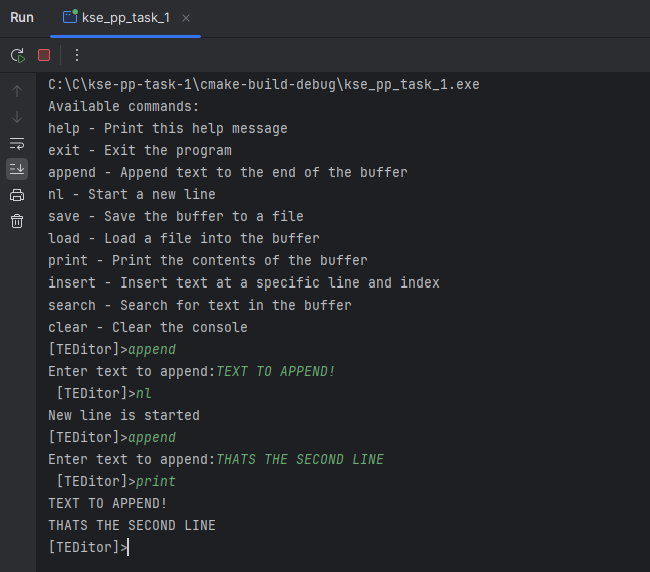 Run
kse_pp_task_1
C:\C\kse-pp-task-1\cmake-build-debug\kse_pp_task_1.exe
Available commands:
help - Print this help message
exit - Exit the program
append - Append text to the end of the buffer
nl - Start a new line
save - Save the buffer to a file
load - Load a file into the buffer
print - Print the contents of the buffer
insert - Insert text at a specific line and index
search - Search for text in the buffer
clear - Clear the console
[TEDitor]>append
Enter text to append:TEXT TO APPEND!
 [TEDitor]>nl
New line is started
[TEDitor]>append
Enter text to append:THATS THE SECOND LINE
 [TEDitor]>print
TEXT TO APPEND!
THATS THE SECOND LINE
[TEDitor]>